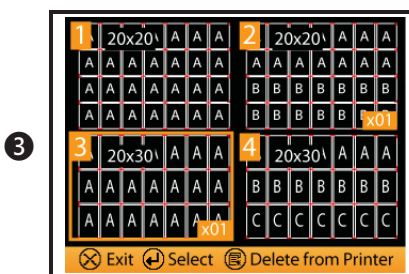 3
1 20x20 A A A 2 20x20 A A A
A A A A A A A A A A A A A A
A A A A A A A B B B B B B B
A A A A A A A B B B B B x01
3 20x30 A A A 4 20x30 A A A
A A A A A A A B B B B B B B
A A A A A A x01 C C C C C C C
Exit Select Delete from Printer